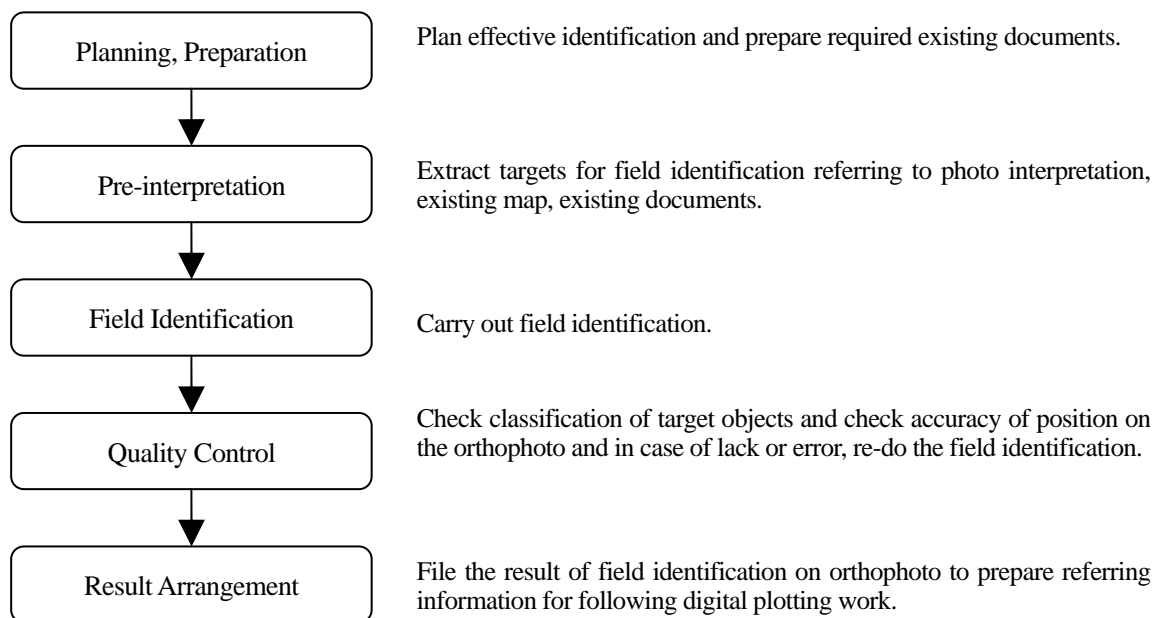 Planning, Preparation
Plan effective identification and prepare required existing documents.
Pre-interpretation
Extract targets for field identification referring to photo interpretation,
existing map, existing documents.
Field Identification
Carry out field identification.
Quality Control
Check classification of target objects and check accuracy of position on
the orthophoto and in case of lack or error, re-do the field identification.
Result Arrangement
File the result of field identification on orthophoto to prepare referring
information for following digital plotting work.